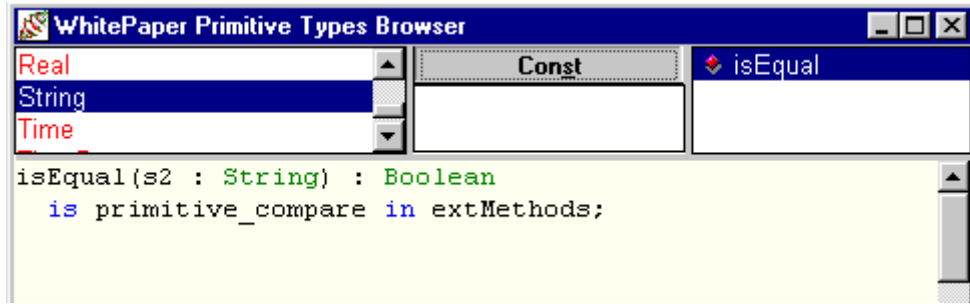 WhitePaper Primitive Types Browser
Real
String
Time
Const
isEqual
isEqual(s2 : String) : Boolean
  is primitive_compare in extMethods;